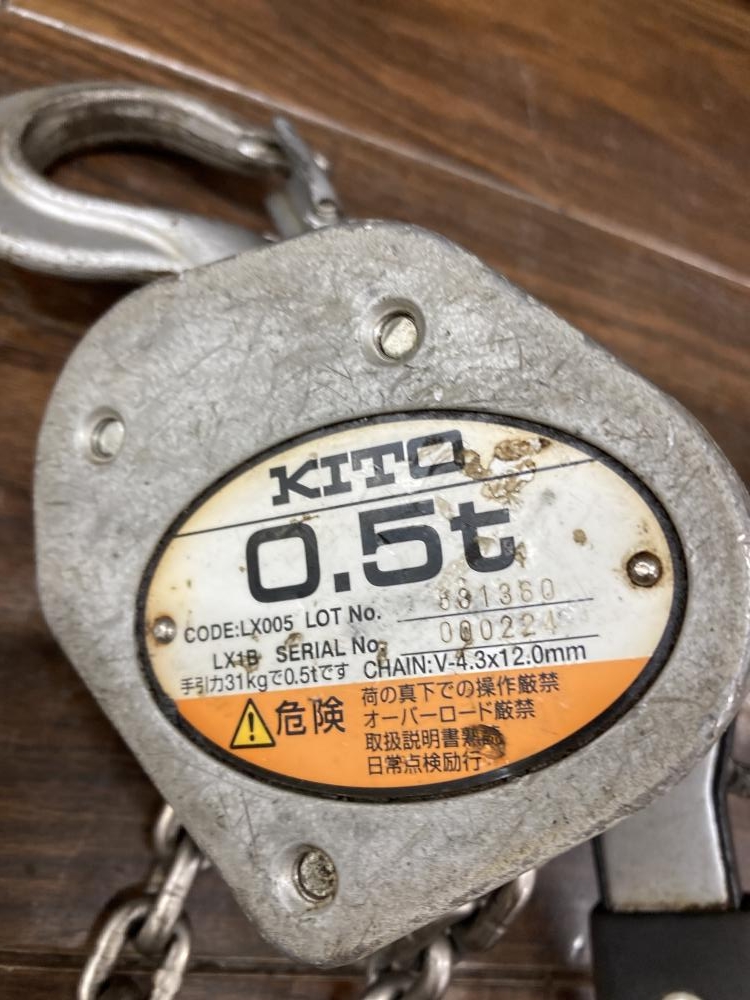 KITO
0.5t
CODE:LX005 LOT No. 631360
LX1B SERIAL No. 000224
手引力31kgで0.5tです CHAIN:V-4.3x12.0mm
危険
荷の真下での操作厳禁
オーバーロード厳禁
取扱説明書熟読
日常点検励行